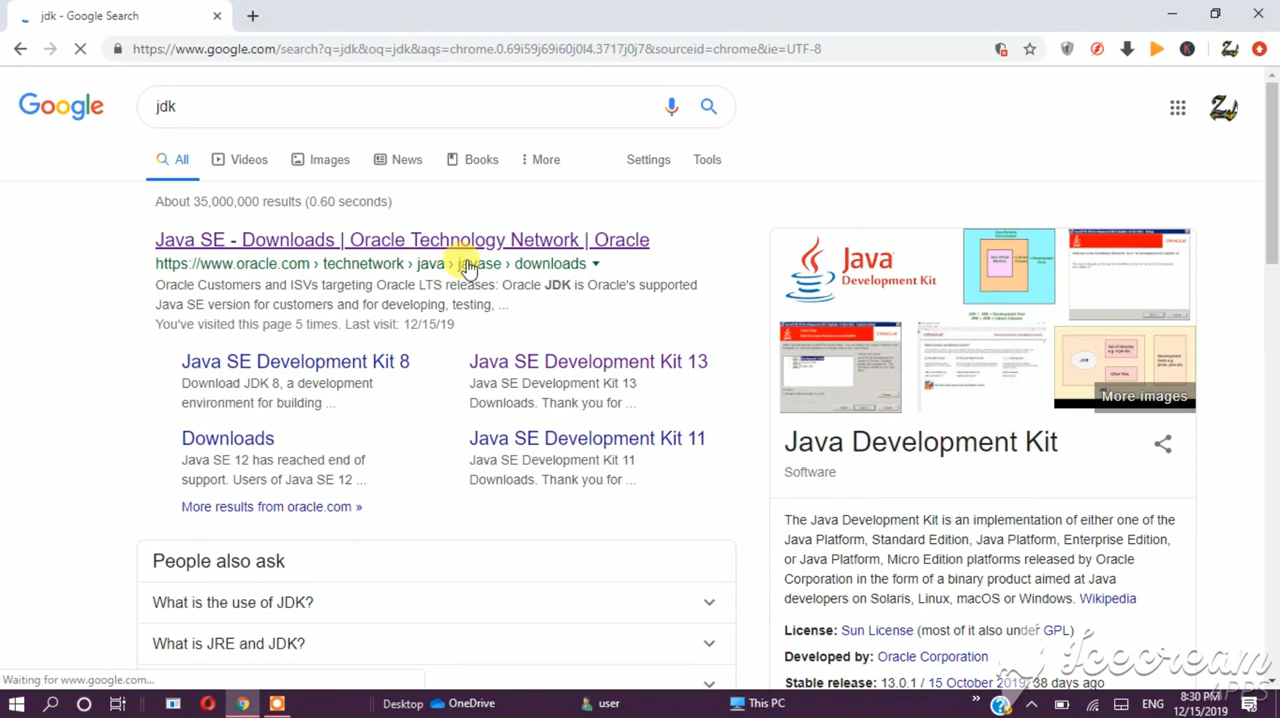 jdk - Google Search
https://www.google.com/search?q=jdk&oq=jdk&aqs=chrome.0.69i59j69i60j0l4.3717j0j7&sourceid=chrome&ie=UTF-8
Google
jdk
All
Videos
Images
News
Books
More
Settings
Tools
About 35,000,000 results (0.60 seconds)
Java SE - Downloads | Oracle Technology Network | Oracle
https://www.oracle.com › › downloads
Oracle Customers and ISVs targeting Oracle LTS releases: Oracle JDK is Oracle's supported
Java SE version for customers and for developing, testing, ...
You've visited this page 3 times. Last visit: 12/15/19
Java SE Development Kit 8
Download JDK 8, a development
environment for building ...
Java SE Development Kit 13
Java SE Development Kit 13
Downloads. Thank you for ...
Downloads
Java SE 12 has reached end of
support. Users of Java SE 12 ...
Java SE Development Kit 11
Java SE Development Kit 11
Downloads. Thank you for ...
More results from oracle.com »
People also ask
What is the use of JDK?
What is JRE and JDK?
Java
Development Kit
More images
Java Development Kit
Software
The Java Development Kit is an implementation of either one of the
Java Platform, Standard Edition, Java Platform, Enterprise Edition,
or Java Platform, Micro Edition platforms released by Oracle
Corporation in the form of a binary product aimed at Java
developers on Solaris, Linux, macOS or Windows. Wikipedia
License: Sun License (most of it also under GPL)
Developed by: Oracle Corporation
Stable release: 13.0.1 / 15 October 2019; 38 days ago
Icecream
APPS
Waiting for www.google.com...
Desktop
OneDrive
user
This PC
ENG
8:30 PM
12/15/2019